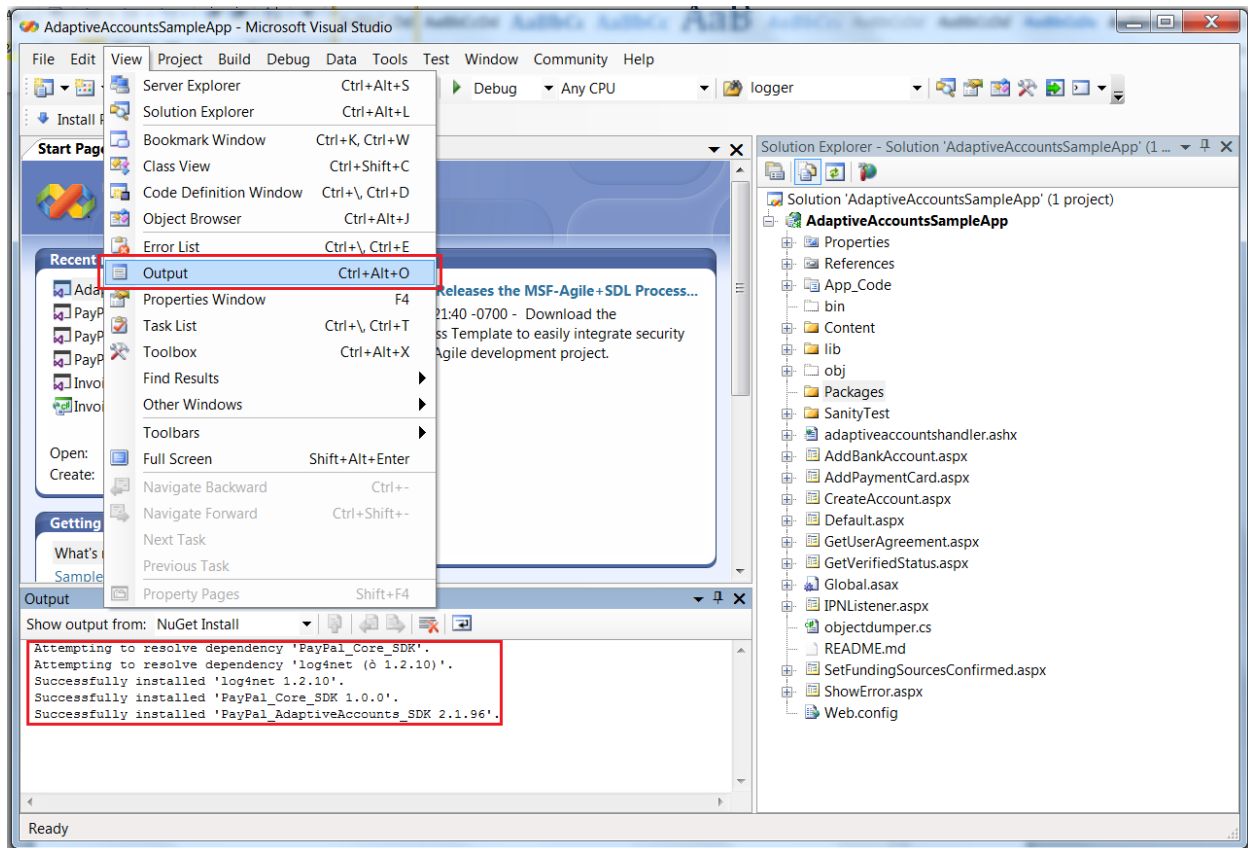 AdaptiveAccountsSampleApp - Microsoft Visual Studio
File Edit View Project Build Debug Data Tools Test Window Community Help
Debug Any CPU logger
Install
Start Page
Server Explorer Ctrl+Alt+S
Solution Explorer Ctrl+Alt+L
Bookmark Window Ctrl+K, Ctrl+W
Class View Ctrl+Shift+C
Code Definition Window Ctrl+\, Ctrl+D
Object Browser Ctrl+Alt+J
Error List Ctrl+\, Ctrl+E
Output Ctrl+Alt+O
Properties Window F4
Task List Ctrl+\, Ctrl+T
Toolbox Ctrl+Alt+X
Find Results
Other Windows
Toolbars
Full Screen Shift+Alt+Enter
Navigate Backward Ctrl+-
Navigate Forward Ctrl+Shift+-
Next Task
Previous Task
Property Pages Shift+F4
Recent
Adap
PayP
PayP
PayP
Invoi
Invoi
Open:
Create:
Getting
What's
Sample
Releases the MSF-Agile+SDL Process...
21:40 -0700 - Download the
ss Template to easily integrate security
Agile development project.
Output
Show output from: NuGet Install
Attempting to resolve dependency 'PayPal_Core_SDK'.
Attempting to resolve dependency 'log4net (ò 1.2.10)'.
Successfully installed 'log4net 1.2.10'.
Successfully installed 'PayPal_Core_SDK 1.0.0'.
Successfully installed 'PayPal_AdaptiveAccounts_SDK 2.1.96'.
Solution Explorer - Solution 'AdaptiveAccountsSampleApp' (1 ...
Solution 'AdaptiveAccountsSampleApp' (1 project)
AdaptiveAccountsSampleApp
Properties
References
App_Code
bin
Content
lib
obj
Packages
SanityTest
adaptiveaccountshandler.ashx
AddBankAccount.aspx
AddPaymentCard.aspx
CreateAccount.aspx
Default.aspx
GetUserAgreement.aspx
GetVerifiedStatus.aspx
Global.asax
IPNListener.aspx
objectdumper.cs
README.md
SetFundingSourcesConfirmed.aspx
ShowError.aspx
Web.config
Ready